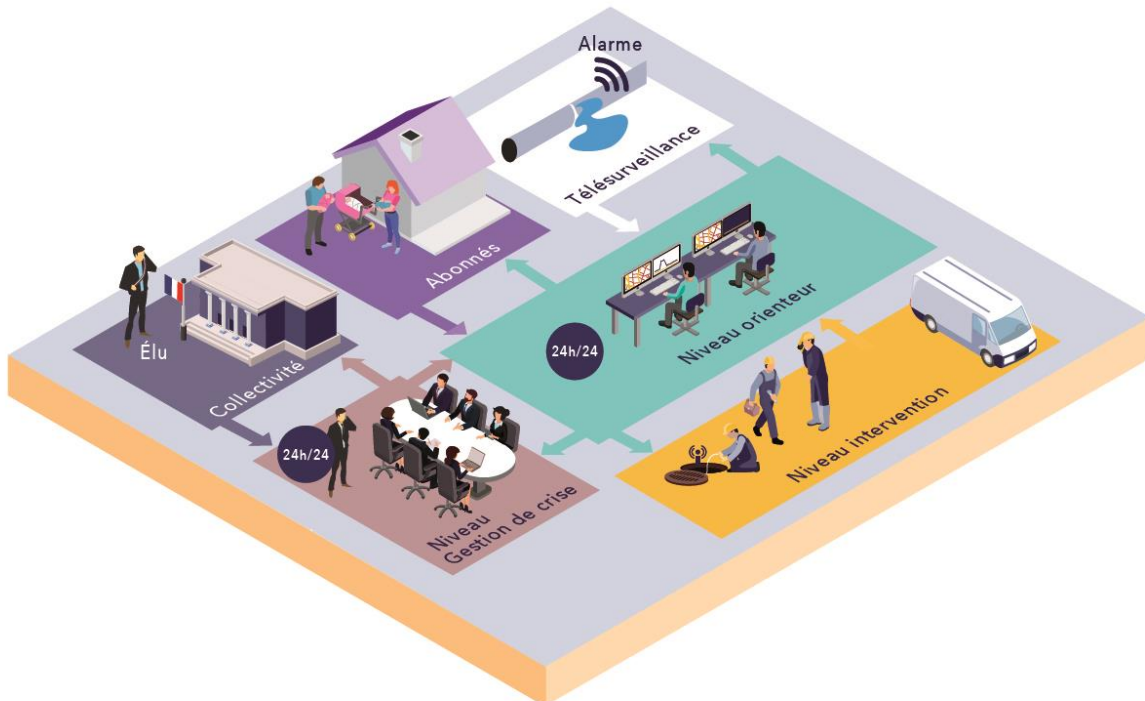 Alarme
Télésurveillance
Abonnés
Élu
Collectivité
24h/24
Niveau orienteur
24h/24
Niveau
Gestion de crise
Niveau intervention